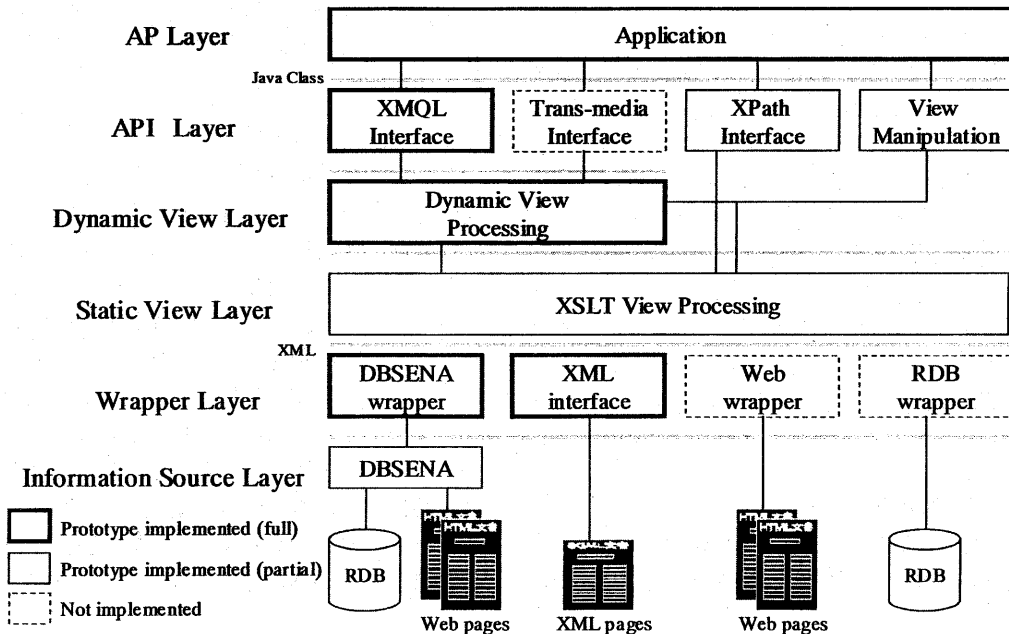 AP Layer
Application
Java Class
API Layer
XMQL
Interface
Trans-media
Interface
XPath
Interface
View
Manipulation
Dynamic View Layer
Dynamic View
Processing
Static View Layer
XSLT View Processing
XML
Wrapper Layer
DBSENA
wrapper
XML
interface
Web
wrapper
RDB
wrapper
Information Source Layer
DBSENA
Prototype implemented (full)
Prototype implemented (partial)
Not implemented
RDB
Web pages
XML pages
Web pages
RDB